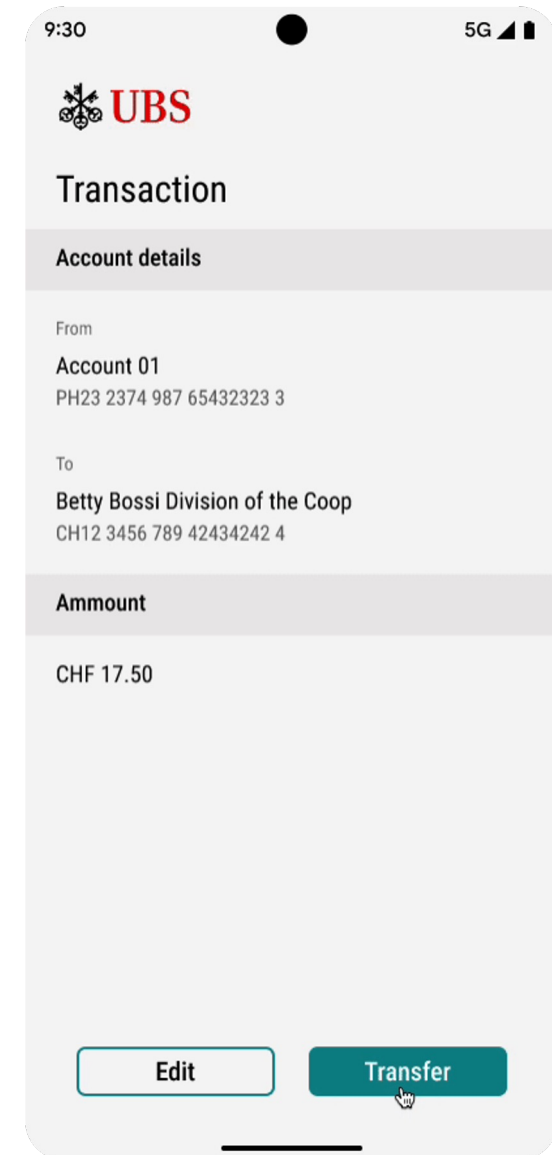 9:30
5G
UBS
Transaction
Account details
From
Account 01
PH23 2374 987 65432323 3
To
Betty Bossi Division of the Coop
CH12 3456 789 42434242 4
Ammount
CHF 17.50
Edit
Transfer